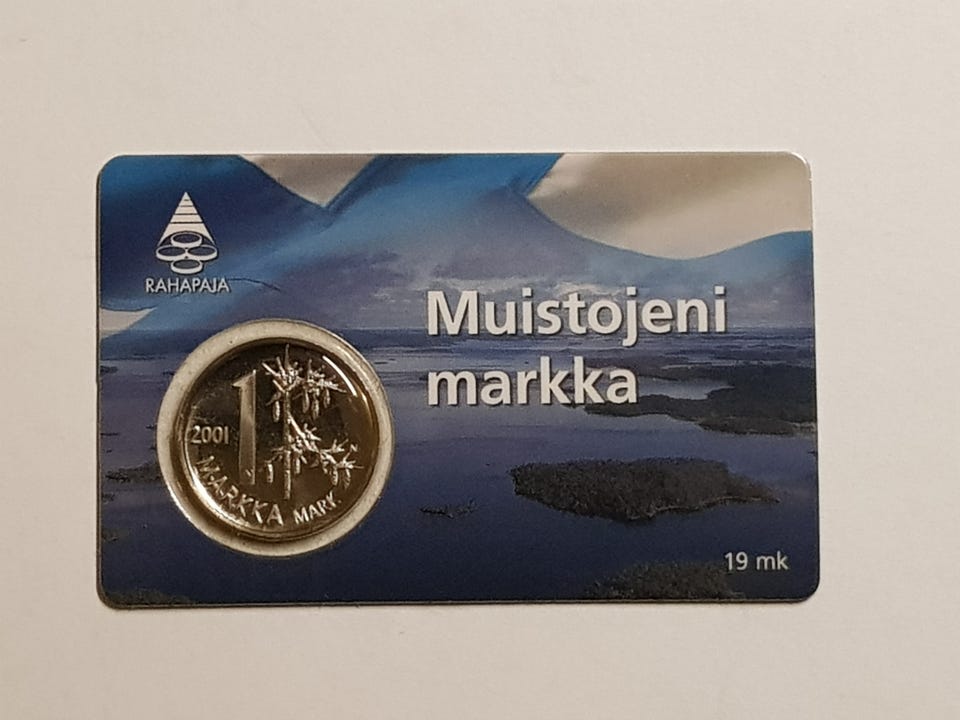 RAHAPAJA
Muistojeni
markka
1
2001
MARKKA MARK
19 mk